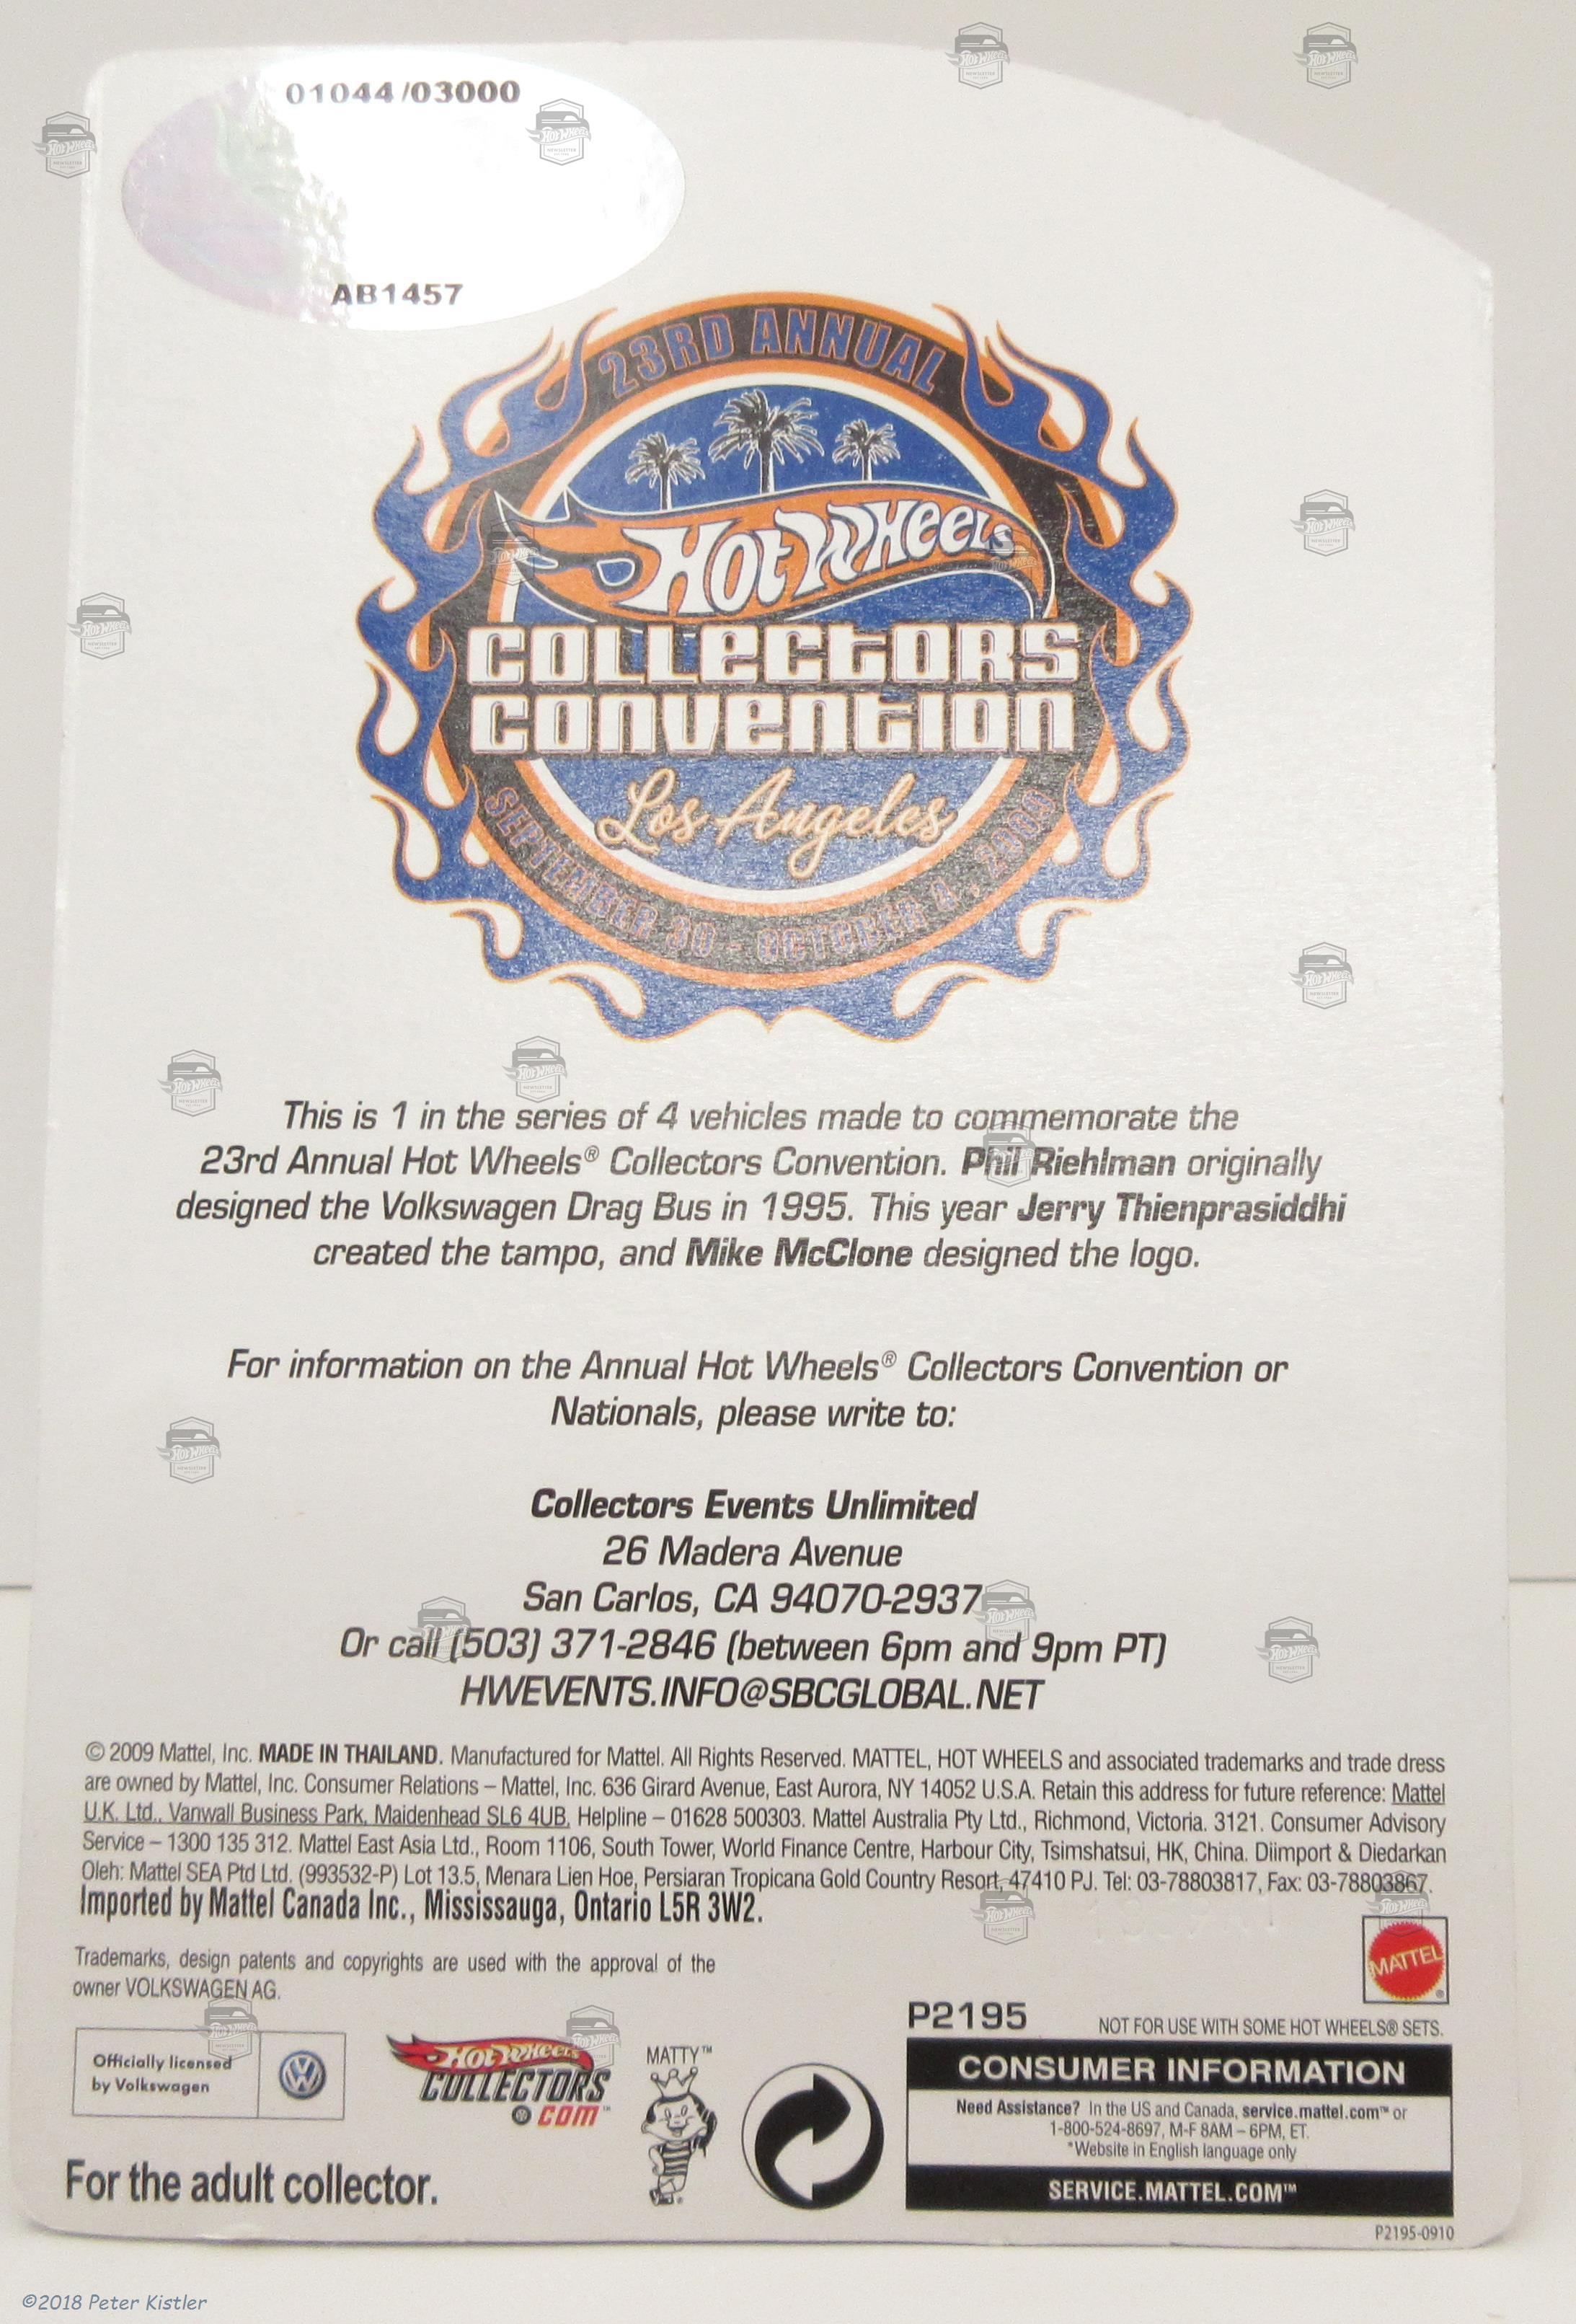 01044/03000
AB1457
23RD ANNUAL
HOT WHEELS
COLLECTORS
CONVENTION
Los Angeles
SEPTEMBER 30 - OCTOBER 4, 2009
This is 1 in the series of 4 vehicles made to commemorate the
23rd Annual Hot Wheels® Collectors Convention. Phil Riehlman originally
designed the Volkswagen Drag Bus in 1995. This year Jerry Thienprasiddhi
created the tampo, and Mike McClone designed the logo.
For information on the Annual Hot Wheels® Collectors Convention or
Nationals, please write to:
Collectors Events Unlimited
26 Madera Avenue
San Carlos, CA 94070-2937
Or call (503) 371-2846 (between 6pm and 9pm PT)
HWEVENTS.INFO@SBCGLOBAL.NET
© 2009 Mattel, Inc. MADE IN THAILAND. Manufactured for Mattel. All Rights Reserved. MATTEL, HOT WHEELS and associated trademarks and trade dress
are owned by Mattel, Inc. Consumer Relations – Mattel, Inc. 636 Girard Avenue, East Aurora, NY 14052 U.S.A. Retain this address for future reference: Mattel
U.K. Ltd., Vanwall Business Park, Maidenhead SL6 4UB. Helpline – 01628 500303. Mattel Australia Pty Ltd., Richmond, Victoria. 3121. Consumer Advisory
Service – 1300 135 312. Mattel East Asia Ltd., Room 1106, South Tower, World Finance Centre, Harbour City, Tsimshatsui, HK, China. Diimport & Diedarkan
Oleh: Mattel SEA Ptd Ltd. (993532-P) Lot 13.5, Menara Lien Hoe, Persiaran Tropicana Gold Country Resort, 47410 PJ. Tel: 03-78803817, Fax: 03-78803867.
Imported by Mattel Canada Inc., Mississauga, Ontario L5R 3W2.
Trademarks, design patents and copyrights are used with the approval of the
owner VOLKSWAGEN AG.
MATTEL
®
P2195
NOT FOR USE WITH SOME HOT WHEELS® SETS.
Officially licensed
by Volkswagen
HOT WHEELS
COLLECTORS
.COM™
MATTY™
CONSUMER INFORMATION
Need Assistance? In the US and Canada, service.mattel.com™ or
1-800-524-8697, M-F 8AM – 6PM, ET.
*Website in English language only
SERVICE.MATTEL.COM™
For the adult collector.
P2195-0910
©2018 Peter Kistler